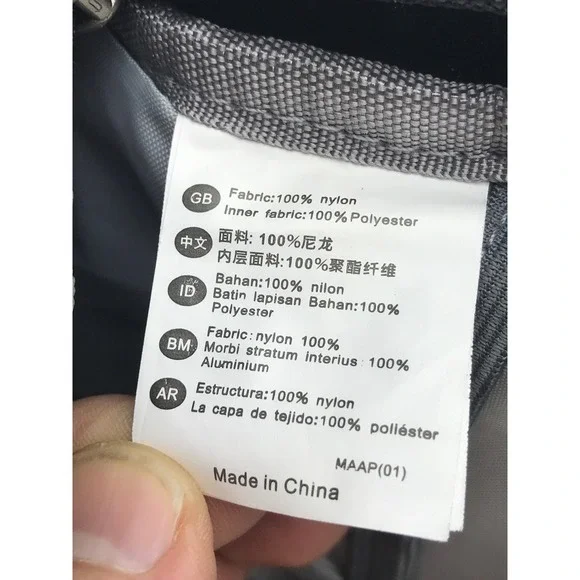 GB Fabric:100% nylon
Inner fabric:100% Polyester
中文 面料: 100%尼龙
内层面料:100%聚酯纤维
ID Bahan:100% nilon
Batin lapisan Bahan:100%
Polyester
BM Fabric: nylon 100%
Morbi stratum interius 100%
Aluminium
AR Estructura:100% nylon
La capa de tejido:100% poliéster
MAAP(01)
Made in China